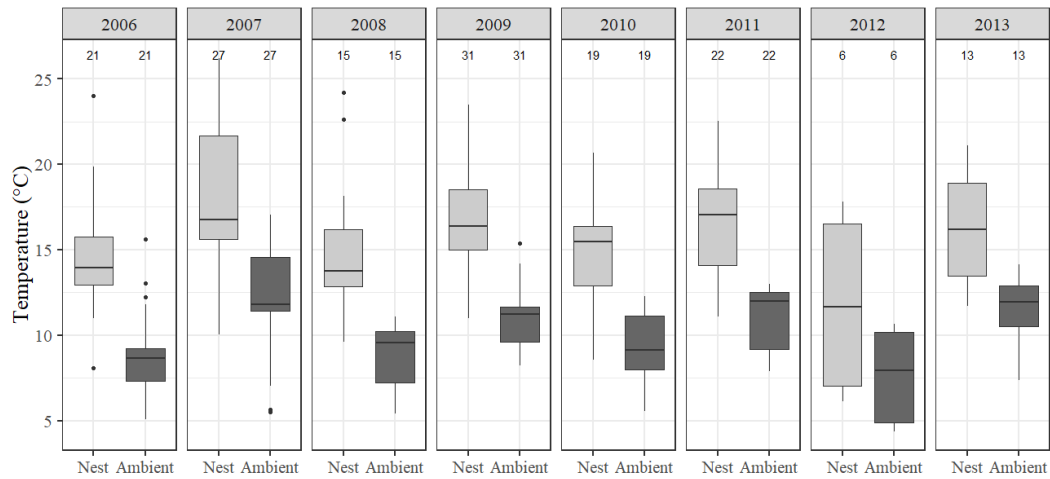 2006 2007 2008 2009 2010 2011 2012 2013
21 21 27 27 15 15 31 31 19 19 22 22 6 6 13 13
Temperature (°C)
25
20
15
10
5
Nest Ambient Nest Ambient Nest Ambient Nest Ambient Nest Ambient Nest Ambient Nest Ambient Nest Ambient